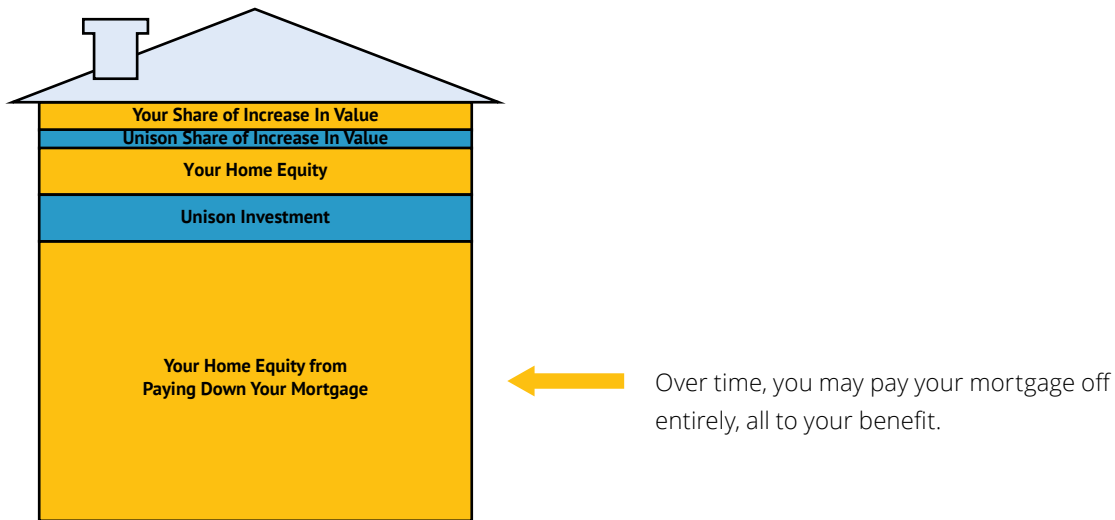 Your Share of Increase In Value
Unison Share of Increase In Value
Your Home Equity
Unison Investment
Your Home Equity from
Paying Down Your Mortgage
Over time, you may pay your mortgage off
entirely, all to your benefit.